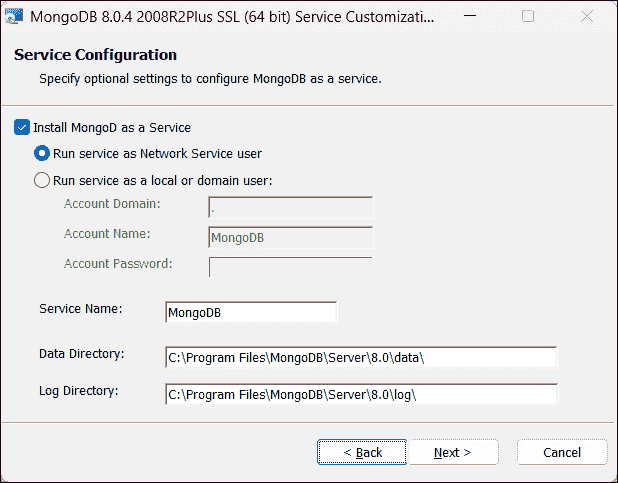 MongoDB 8.0.4 2008R2Plus SSL (64 bit) Service Customizati...
Service Configuration
Specify optional settings to configure MongoDB as a service.
Install MongoD as a Service
Run service as Network Service user
Run service as a local or domain user:
Account Domain: .
Account Name: MongoDB
Account Password:
Service Name: MongoDB
Data Directory: C:\Program Files\MongoDB\Server\8.0\data\
Log Directory: C:\Program Files\MongoDB\Server\8.0\log\
< Back Next > Cancel